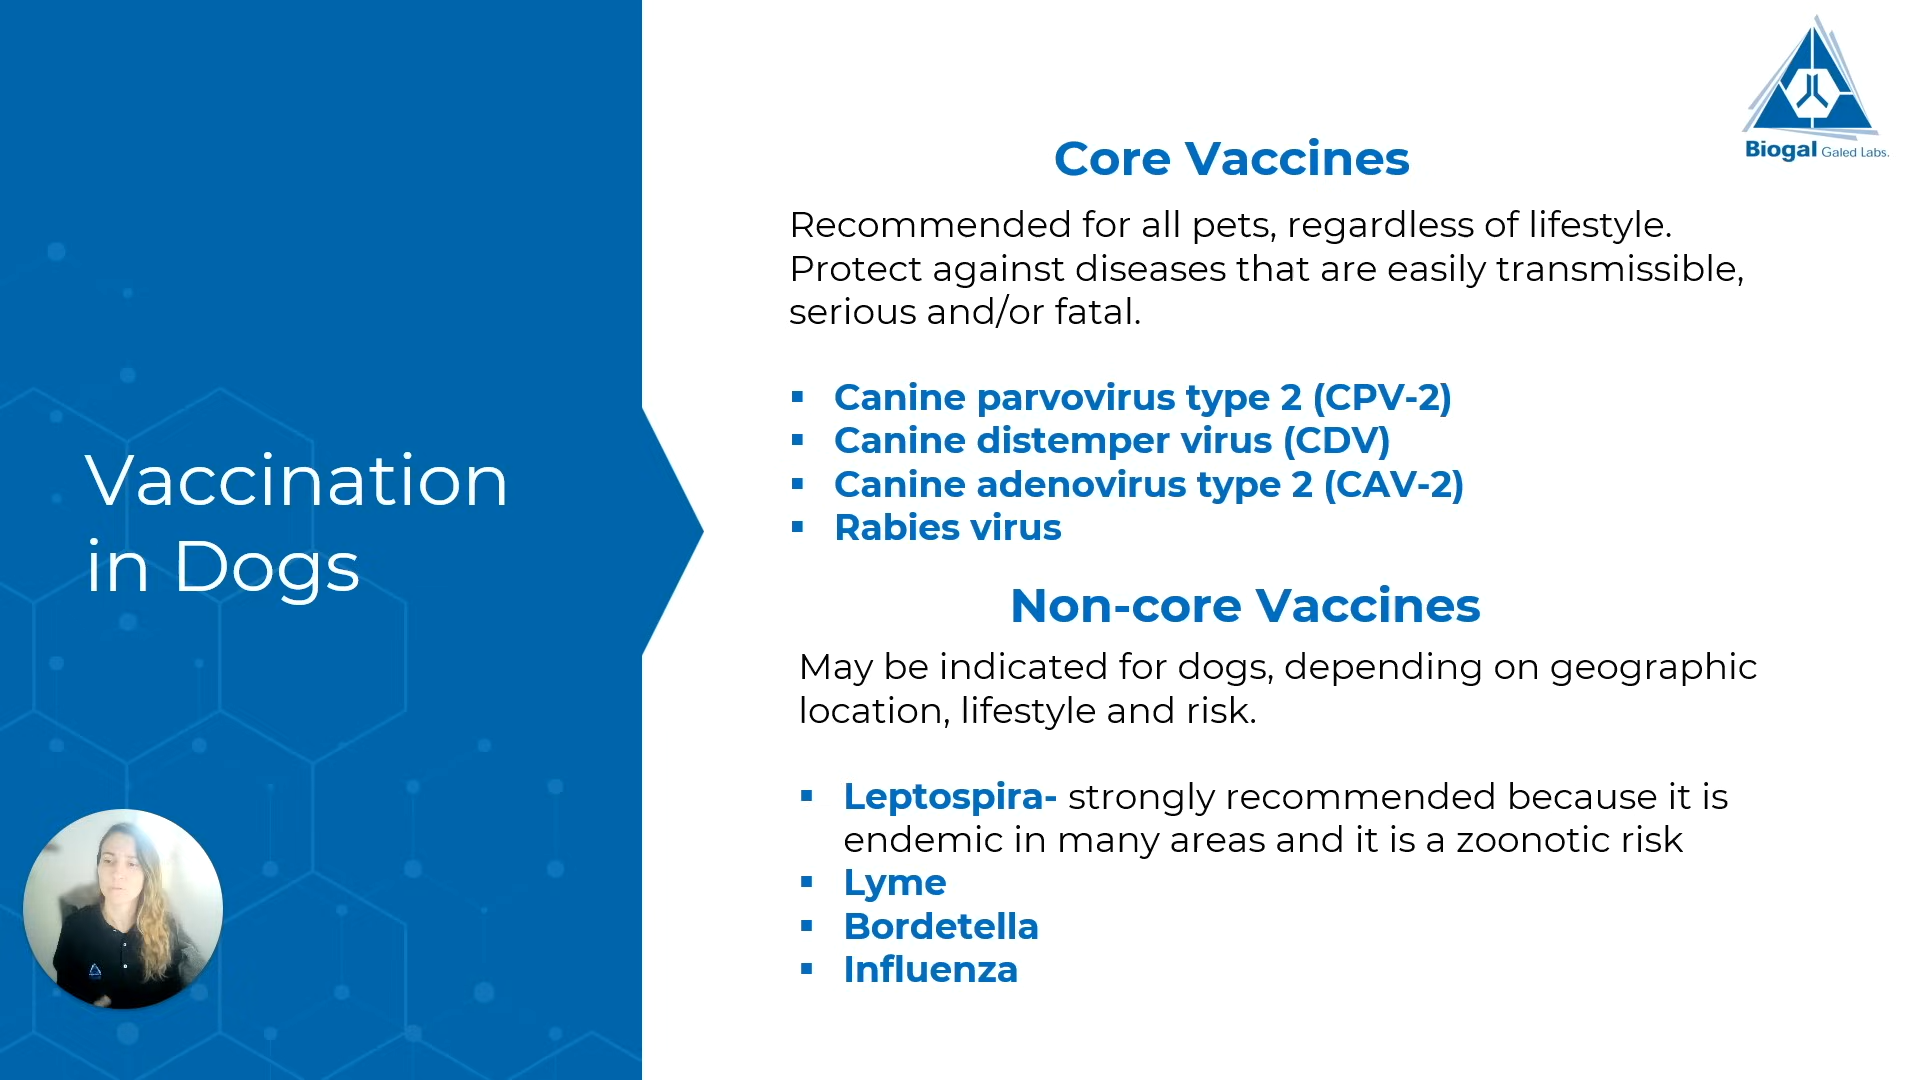 Vaccination
in Dogs
Core Vaccines
Recommended for all pets, regardless of lifestyle.
Protect against diseases that are easily transmissible,
serious and/or fatal.
▪ Canine parvovirus type 2 (CPV-2)
▪ Canine distemper virus (CDV)
▪ Canine adenovirus type 2 (CAV-2)
▪ Rabies virus
Non-core Vaccines
May be indicated for dogs, depending on geographic
location, lifestyle and risk.
▪ Leptospira- strongly recommended because it is
endemic in many areas and it is a zoonotic risk
▪ Lyme
▪ Bordetella
▪ Influenza
Biogal Galed Labs.